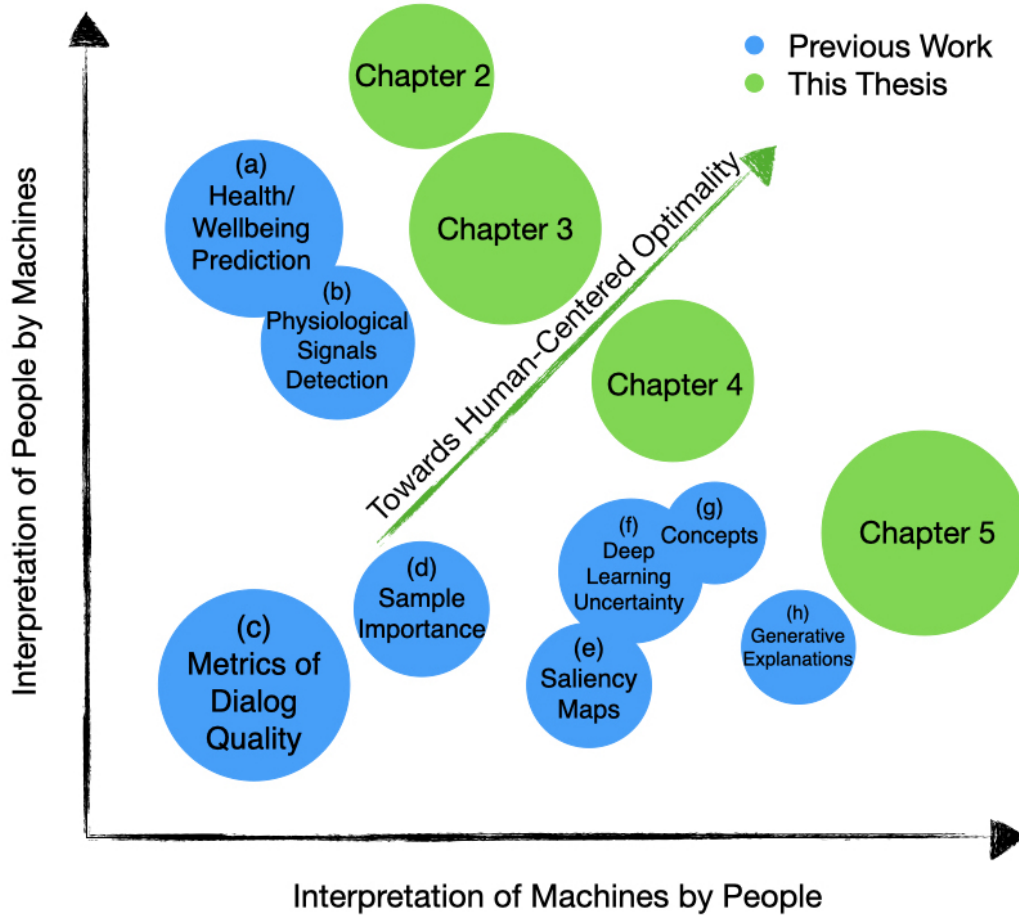 Previous Work
This Thesis
Chapter 2
Chapter 3
Chapter 4
Chapter 5
(a)
Health/
Wellbeing
Prediction
(b)
Physiological
Signals
Detection
Towards Human-Centered Optimality
(c)
Metrics of
Dialog
Quality
(d)
Sample
Importance
(e)
Saliency
Maps
(f)
Deep
Learning
Uncertainty
(g)
Concepts
(h)
Generative
Explanations
Interpretation of People by Machines
Interpretation of Machines by People